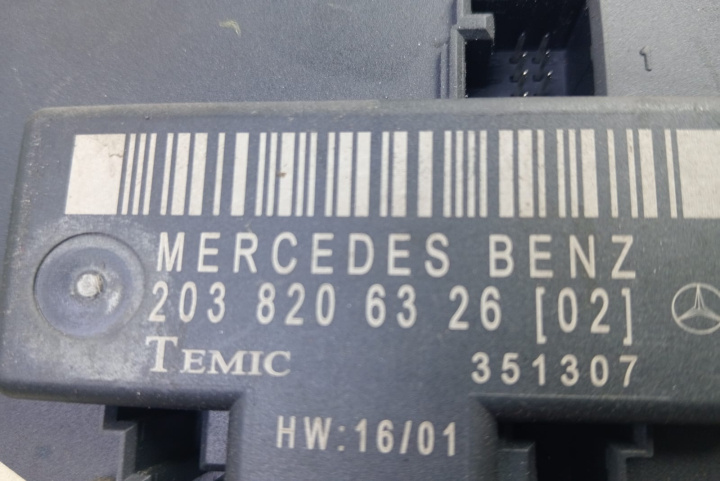 MERCEDES BENZ
203 820 63 26 [02]
TEMIC 351307
HW:16/01